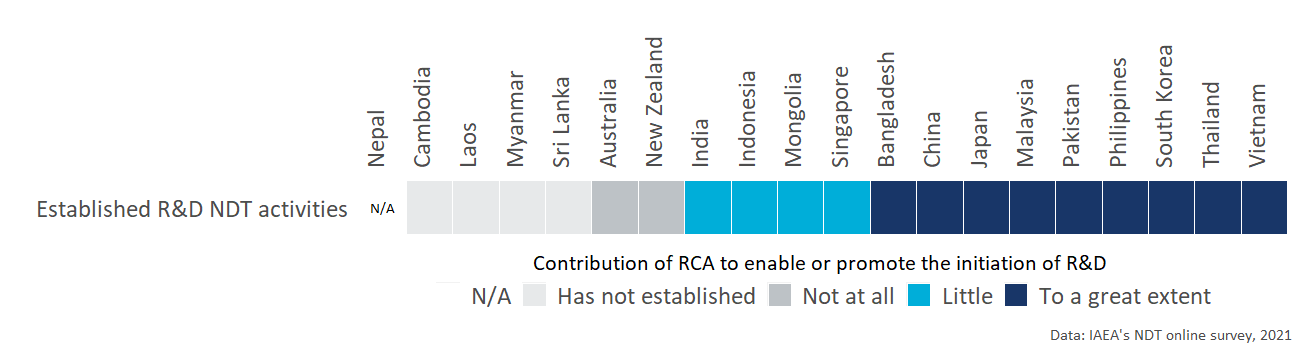 Nepal
Cambodia
Laos
Myanmar
Sri Lanka
Australia
New Zealand
India
Indonesia
Mongolia
Singapore
Bangladesh
China
Japan
Malaysia
Pakistan
Philippines
South Korea
Thailand
Vietnam
Established R&D NDT activities N/A
Contribution of RCA to enable or promote the initiation of R&D
N/A Has not established Not at all Little To a great extent
Data: IAEA's NDT online survey, 2021